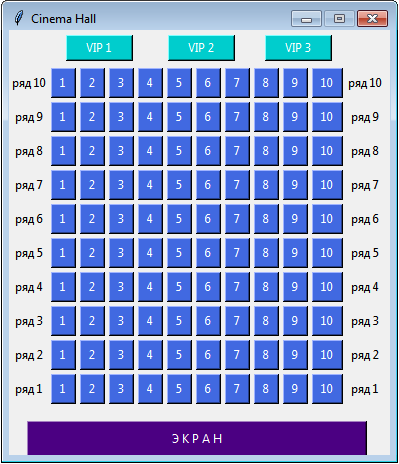 Cinema Hall
VIP 1 VIP 2 VIP 3
ряд 10 1 2 3 4 5 6 7 8 9 10 ряд 10
ряд 9 1 2 3 4 5 6 7 8 9 10 ряд 9
ряд 8 1 2 3 4 5 6 7 8 9 10 ряд 8
ряд 7 1 2 3 4 5 6 7 8 9 10 ряд 7
ряд 6 1 2 3 4 5 6 7 8 9 10 ряд 6
ряд 5 1 2 3 4 5 6 7 8 9 10 ряд 5
ряд 4 1 2 3 4 5 6 7 8 9 10 ряд 4
ряд 3 1 2 3 4 5 6 7 8 9 10 ряд 3
ряд 2 1 2 3 4 5 6 7 8 9 10 ряд 2
ряд 1 1 2 3 4 5 6 7 8 9 10 ряд 1
Э К Р А Н